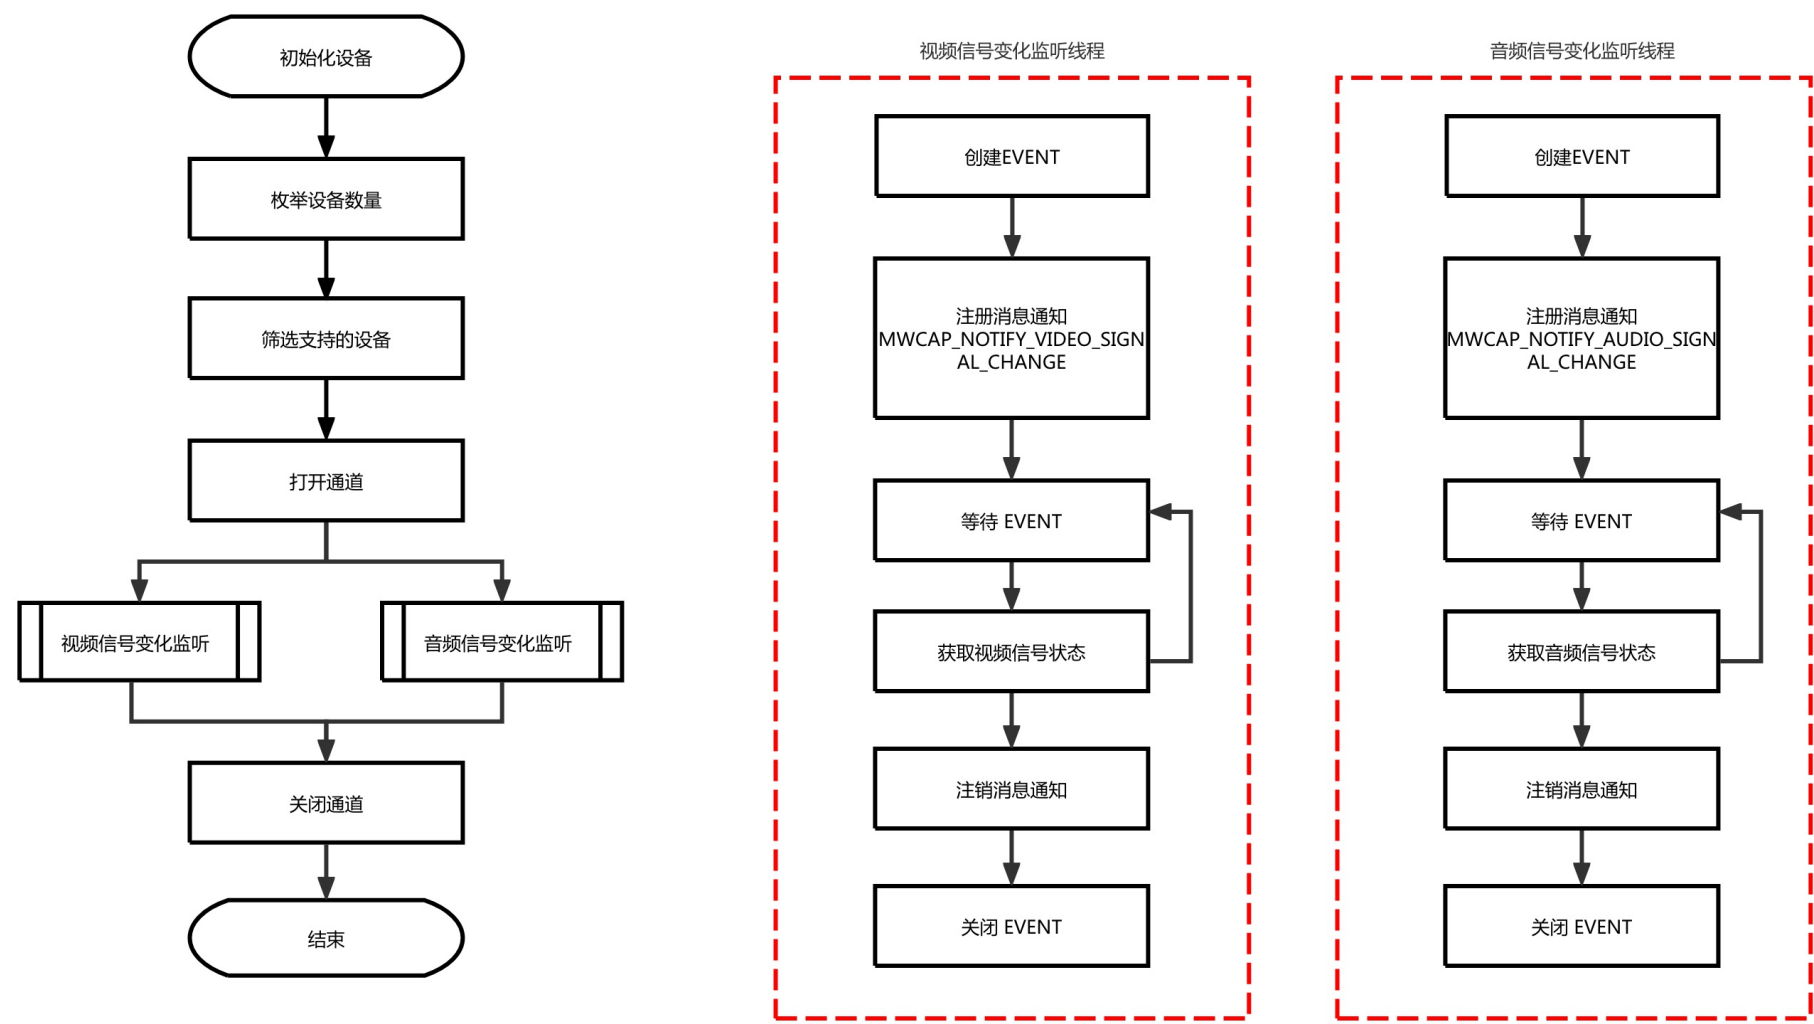 初始化设备
枚举设备数量
筛选支持的设备
打开通道
视频信号变化监听
音频信号变化监听
关闭通道
结束
视频信号变化监听线程
创建EVENT
注册消息通知
MWCAP_NOTIFY_VIDEO_SIGN
AL_CHANGE
等待 EVENT
获取视频信号状态
注销消息通知
关闭 EVENT
音频信号变化监听线程
创建EVENT
注册消息通知
MWCAP_NOTIFY_AUDIO_SIGN
AL_CHANGE
等待 EVENT
获取音频信号状态
注销消息通知
关闭 EVENT